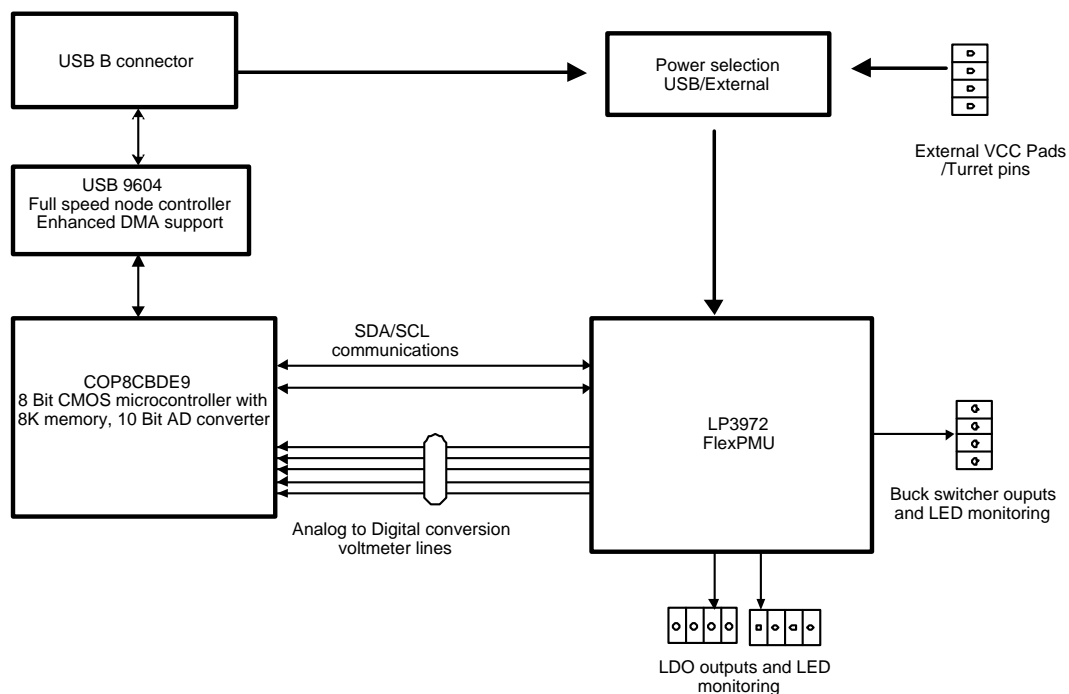 USB B connector
Power selection
USB/External
External VCC Pads
/Turret pins
USB 9604
Full speed node controller
Enhanced DMA support
SDA/SCL
communications
COP8CBDE9
8 Bit CMOS microcontroller with
8K memory, 10 Bit AD converter
LP3972
FlexPMU
Buck switcher ouputs
and LED monitoring
Analog to Digital conversion
voltmeter lines
LDO outputs and LED
monitoring